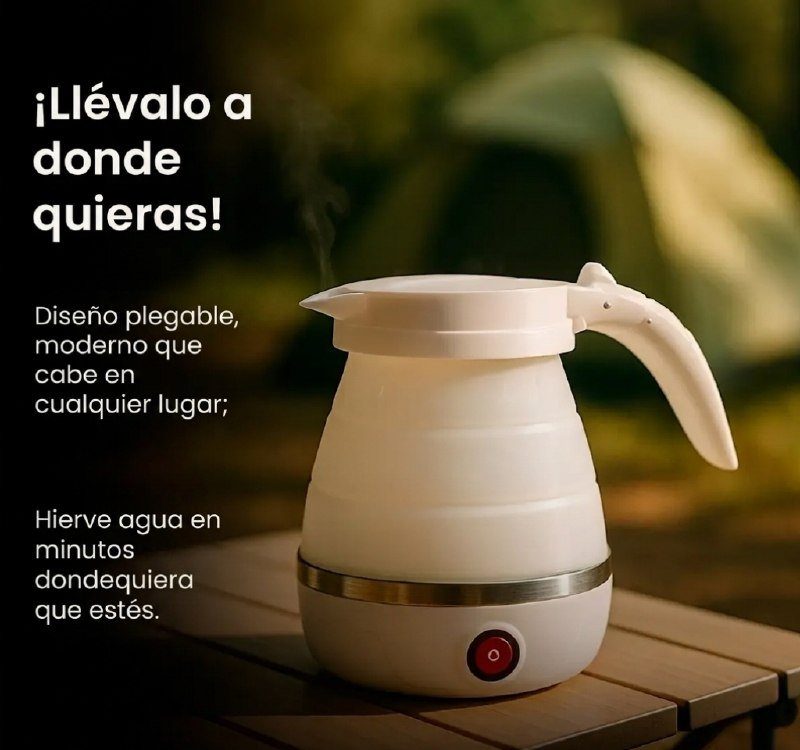 ¡Llévalo a
donde
quieras!
Diseño plegable,
moderno que
cabe en
cualquier lugar;
Hierve agua en
minutos
dondequiera
que estés.